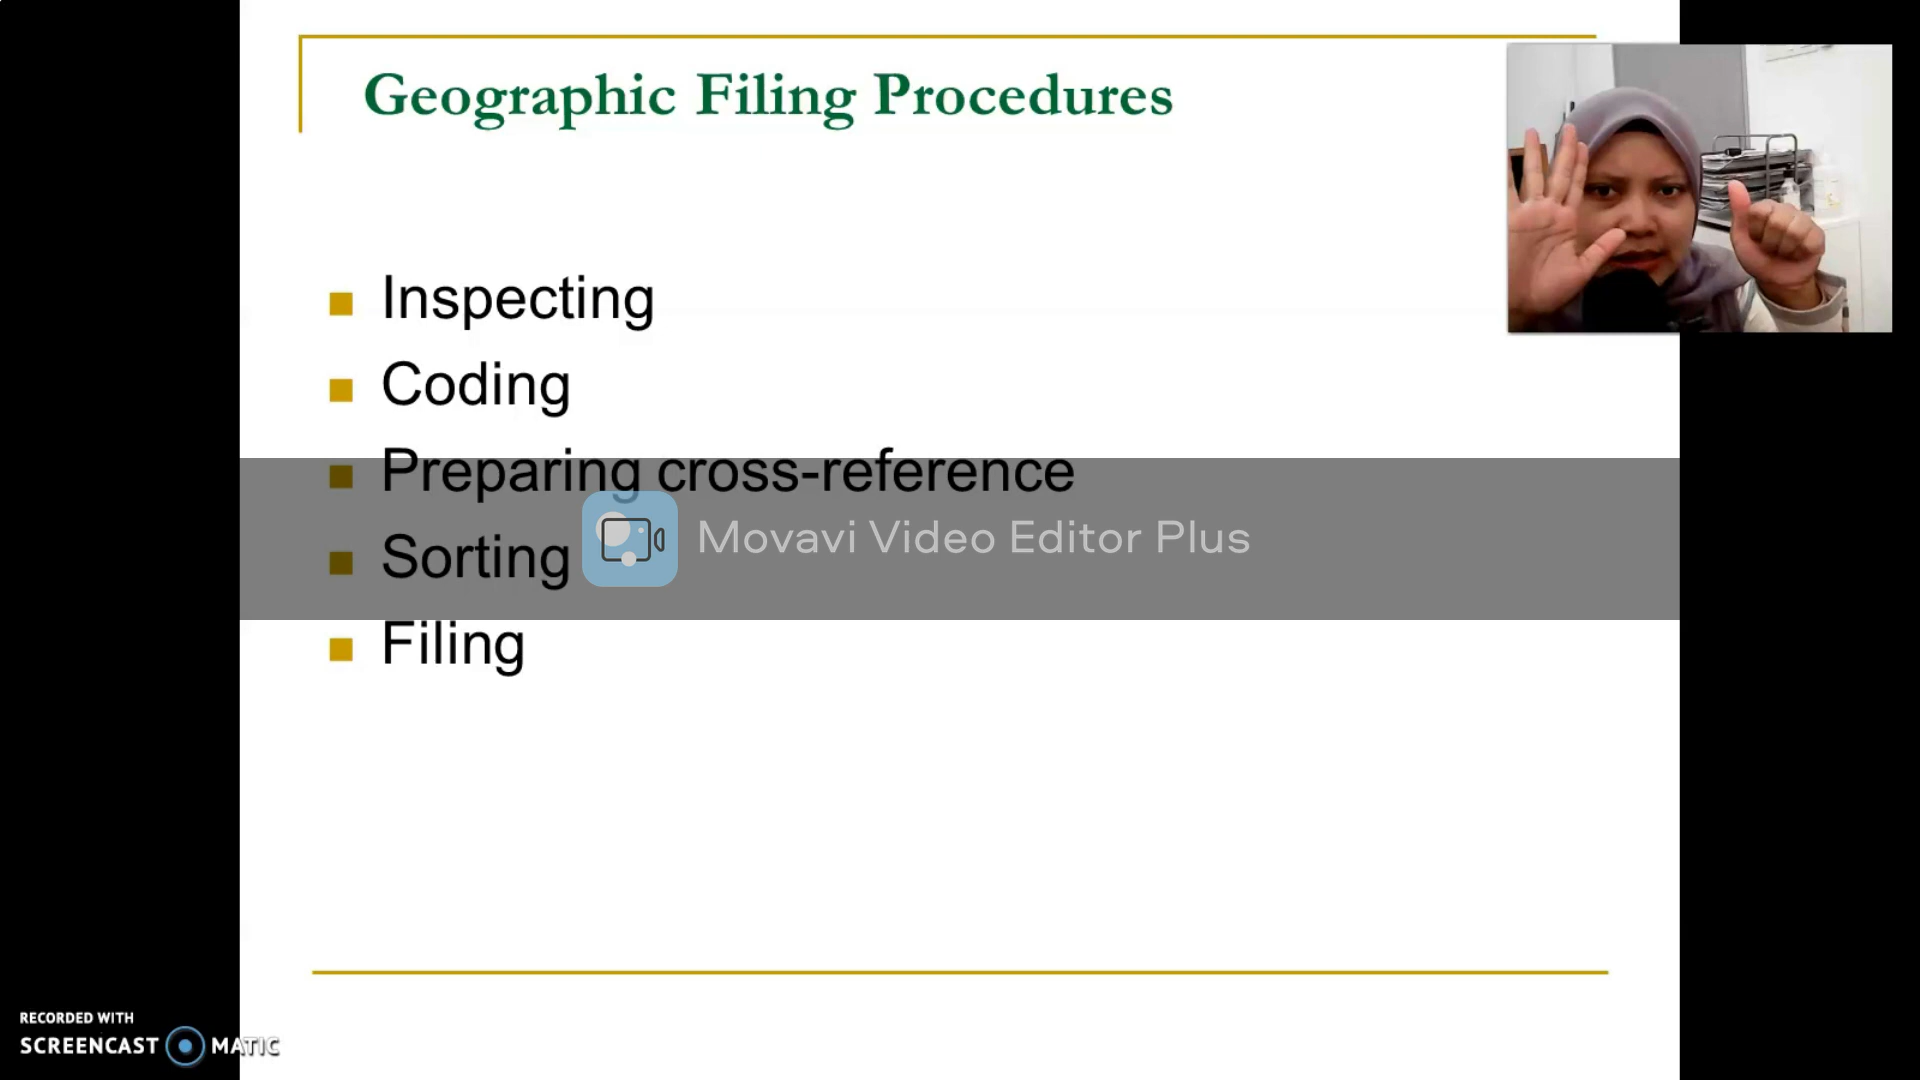 Geographic Filing Procedures
Inspecting
Coding
Preparing cross-reference
Sorting
Movavi Video Editor Plus
Filing
RECORDED WITH
SCREENCAST MATIC